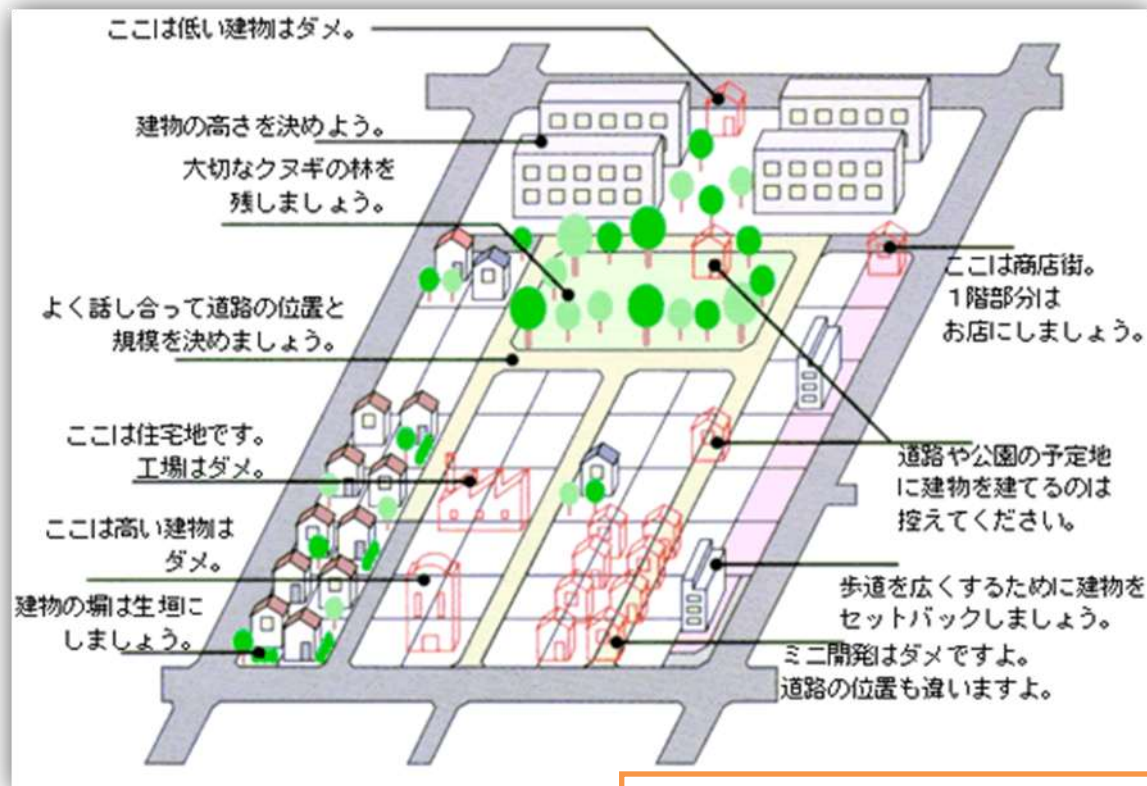 ここは低い建物はダメ。
建物の高さを決めよう。
大切なクヌギの林を
残しましょう。
よく話し合って道路の位置と
規模を決めましょう。
ここは住宅地です。
工場はダメ。
ここは高い建物は
ダメ。
建物の塀は生垣に
しましょう。
ここは商店街。
1階部分は
お店にしましょう。
道路や公園の予定地
に建物を建てるのは
控えてください。
歩道を広くするために建物を
セットバックしましょう。
ミニ開発はダメですよ。
道路の位置も違いますよ。